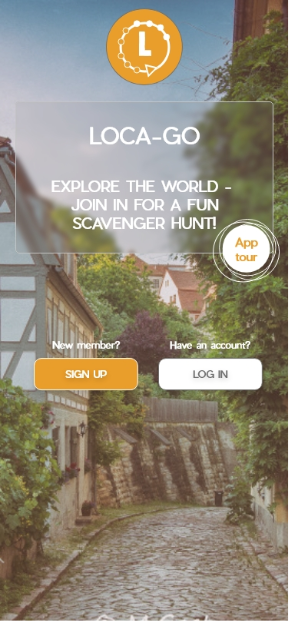 L
LOCA-GO
EXPLORE THE WORLD -
JOIN IN FOR A FUN
SCAVENGER HUNT!
App
tour
New member?
Have an account?
SIGN UP
LOG IN